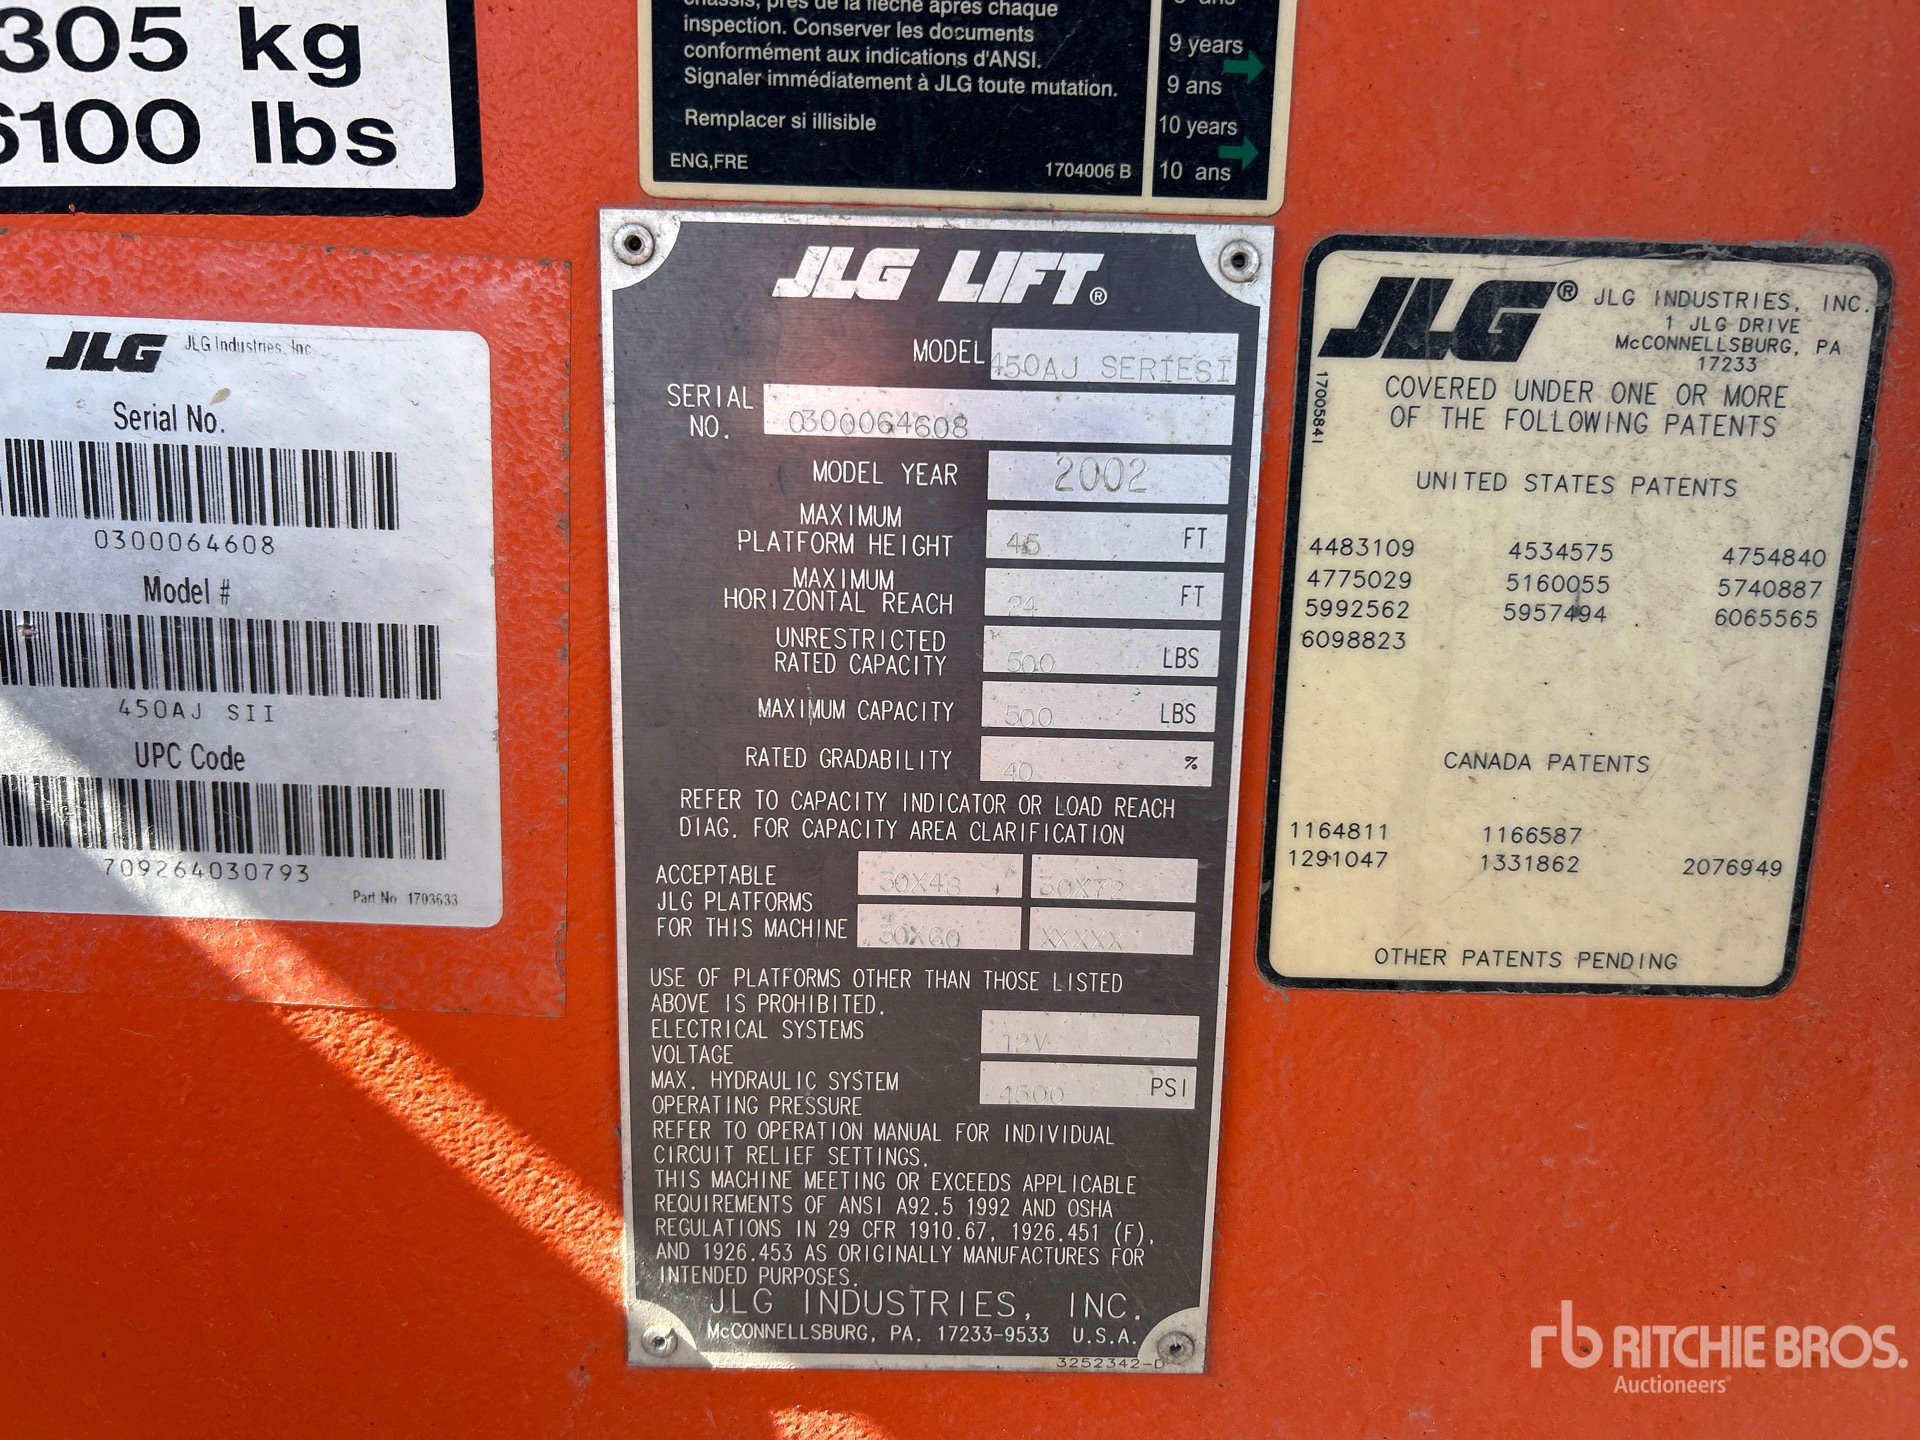 305 kg
6100 lbs
châssis, près de la flèche après chaque
inspection. Conserver les documents
conformément aux indications d'ANSI.
Signaler immédiatement à JLG toute mutation.
Remplacer si illisible
ENG,FRE
1704006 B
9 years
9 ans
10 years
10 ans
JLG JLG Industries, Inc
Serial No.
0300064608
Model #
450AJ SII
UPC Code
709264030793
Part No 1703633
JLG LIFT®
MODEL 450AJ SERIESI
SERIAL NO. 0300064608
MODEL YEAR 2002
MAXIMUM
PLATFORM HEIGHT 45 FT
MAXIMUM
HORIZONTAL REACH 24 FT
UNRESTRICTED
RATED CAPACITY 500 LBS
MAXIMUM CAPACITY 500 LBS
RATED GRADABILITY 40 %
REFER TO CAPACITY INDICATOR OR LOAD REACH
DIAG. FOR CAPACITY AREA CLARIFICATION
ACCEPTABLE 30X48 30X72
JLG PLATFORMS
FOR THIS MACHINE 30X60 XXXXX
USE OF PLATFORMS OTHER THAN THOSE LISTED
ABOVE IS PROHIBITED.
ELECTRICAL SYSTEMS
VOLTAGE 12V
MAX. HYDRAULIC SYSTEM
OPERATING PRESSURE 4500 PSI
REFER TO OPERATION MANUAL FOR INDIVIDUAL
CIRCUIT RELIEF SETTINGS.
THIS MACHINE MEETING OR EXCEEDS APPLICABLE
REQUIREMENTS OF ANSI A92.5 1992 AND OSHA
REGULATIONS IN 29 CFR 1910.67, 1926.451 (F),
AND 1926.453 AS ORIGINALLY MANUFACTURES FOR
INTENDED PURPOSES.
JLG INDUSTRIES, INC.
McCONNELLSBURG, PA. 17233-9533 U.S.A.
3252342-D
JLG® JLG INDUSTRIES, INC.
1 JLG DRIVE
McCONNELLSBURG, PA
17233
1700584I
COVERED UNDER ONE OR MORE
OF THE FOLLOWING PATENTS
UNITED STATES PATENTS
4483109 4534575 4754840
4775029 5160055 5740887
5992562 5957494 6065565
6098823
CANADA PATENTS
1164811 1166587
1291047 1331862 2076949
OTHER PATENTS PENDING
rb RITCHIE BROS.
Auctioneers